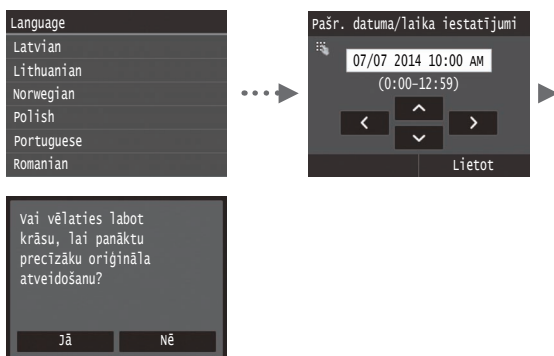 Language
Latvian
Lithuanian
Norwegian
Polish
Portuguese
Romanian
Pašr. datuma/laika iestatījumi
07/07 2014 10:00 AM
(0:00–12:59)
Lietot
Vai vēlaties labot
krāsu, lai panāktu
precīzāku oriģināla
atveidošanu?
Jā Nē